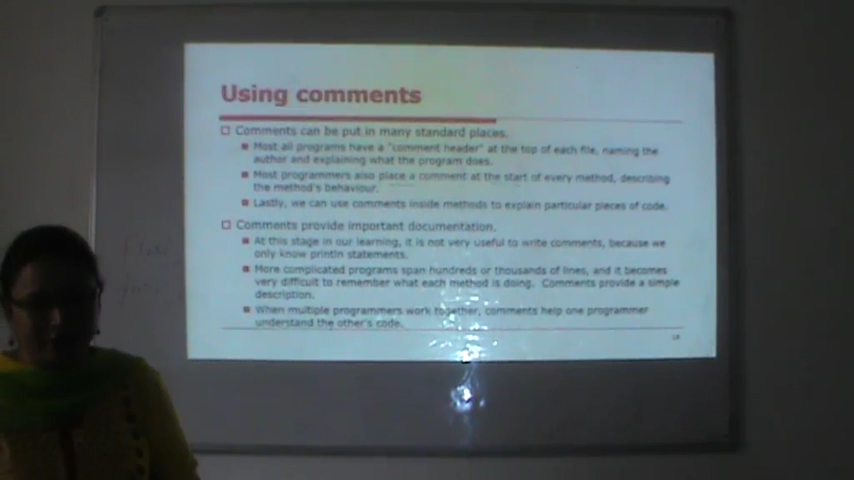 Using comments
Comments can be put in many standard places.
Most all programs have a "comment header" at the top of each file, naming the
author and explaining what the program does.
Most programmers also place a comment at the start of every method, describing
the method's behaviour.
Lastly, we can use comments inside methods to explain particular pieces of code.
Comments provide important documentation.
At this stage in our learning, it is not very useful to write comments, because we
only know println statements.
More complicated programs span hundreds or thousands of lines, and it becomes
very difficult to remember what each method is doing. Comments provide a simple
description.
When multiple programmers work together, comments help one programmer
understand the other's code.